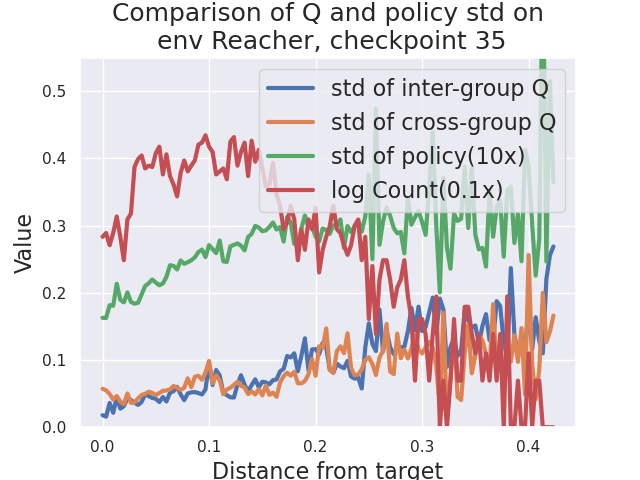 Comparison of Q and policy std on
env Reacher, checkpoint 35
std of inter-group Q
std of cross-group Q
std of policy(10x)
log Count(0.1x)
Value
0.5
0.4
0.3
0.2
0.1
0.0
0.0 0.1 0.2 0.3 0.4
Distance from target